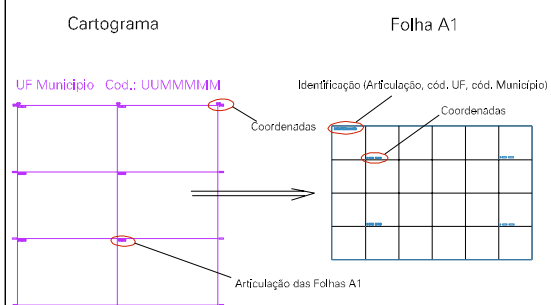 Cartograma
Folha A1
UF Município Cod.: UUMMMMM
Identificação (Articulação, cód. UF, cód. Município)
Coordenadas
Coordenadas
Articulação das Folhas A1